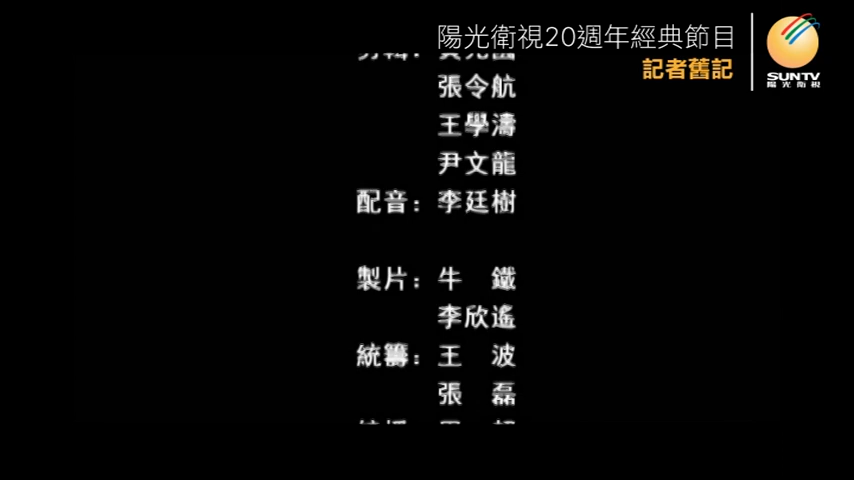 陽光衛視20週年經典節目
記者舊記
SUNTV
陽光衛視
張令航
王學濤
尹文龍
配音：李廷樹
製片：牛　鐵
李欣遙
統籌：王　波
張　磊